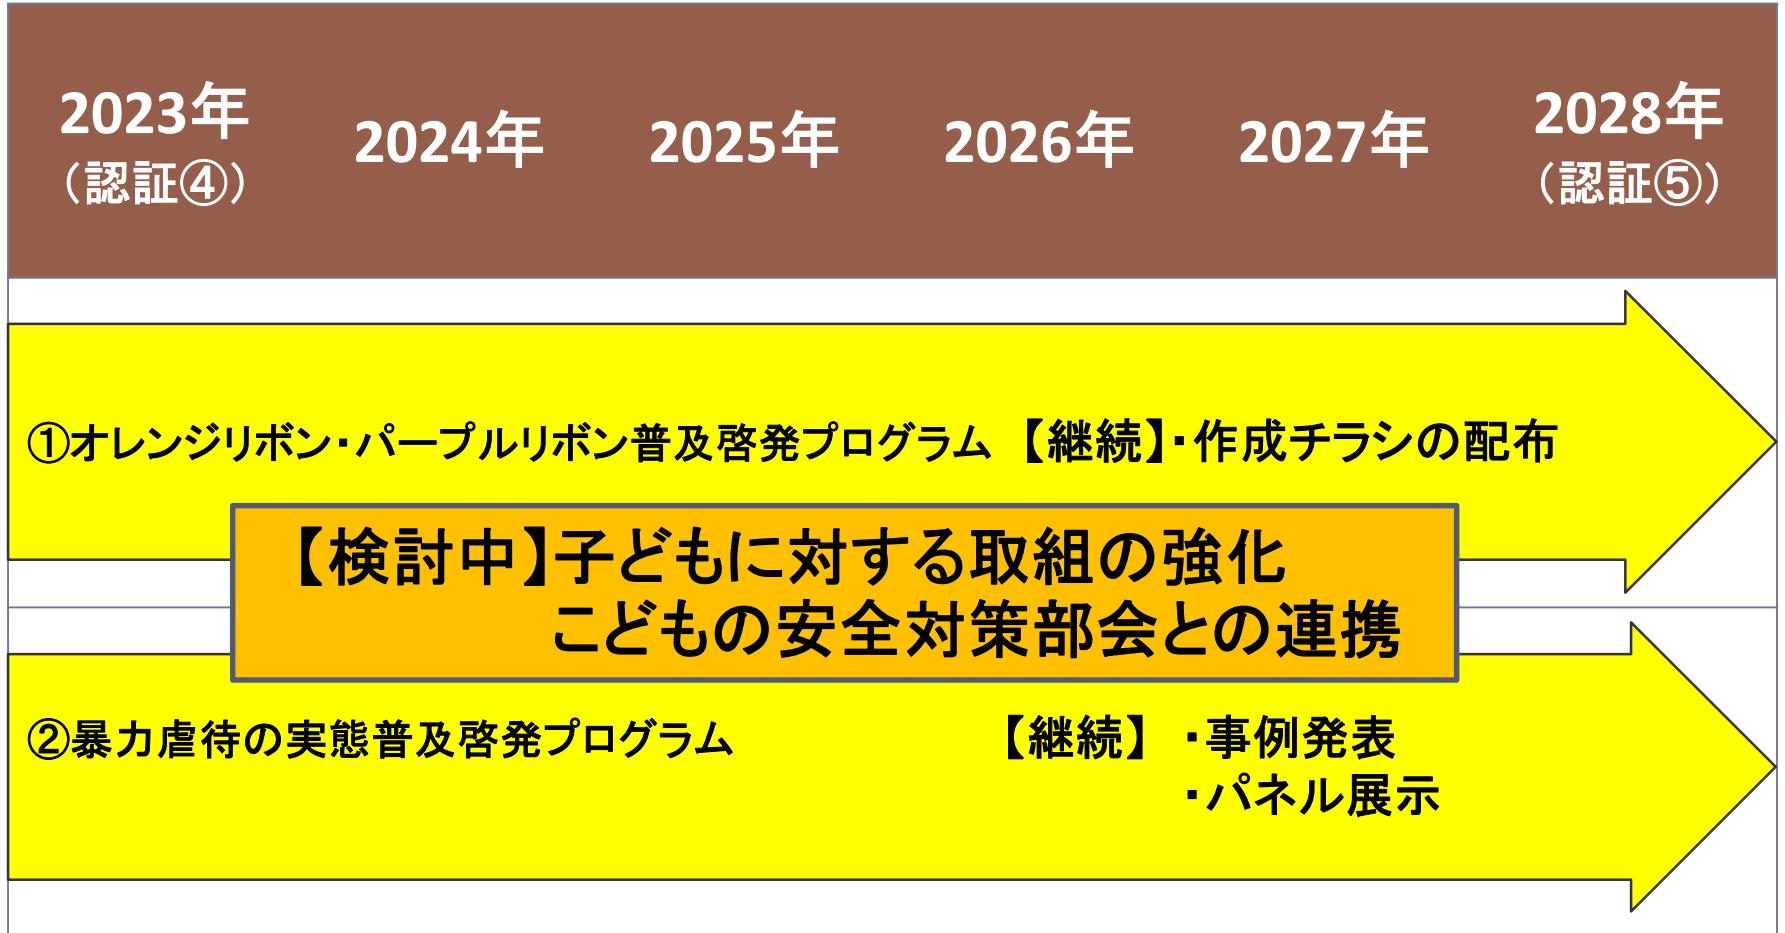 2023年
（認証④）
2024年
2025年
2026年
2027年
2028年
（認証⑤）
①オレンジリボン・パープルリボン普及啓発プログラム 【継続】・作成チラシの配布
【検討中】子どもに対する取組の強化
こどもの安全対策部会との連携
②暴力虐待の実態普及啓発プログラム 【継続】 ・事例発表
・パネル展示